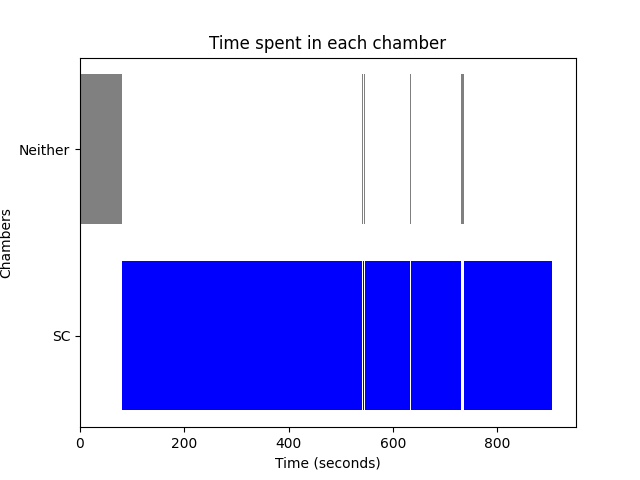 Time spent in each chamber
Neither
Chambers
SC
0 200 400 600 800
Time (seconds)